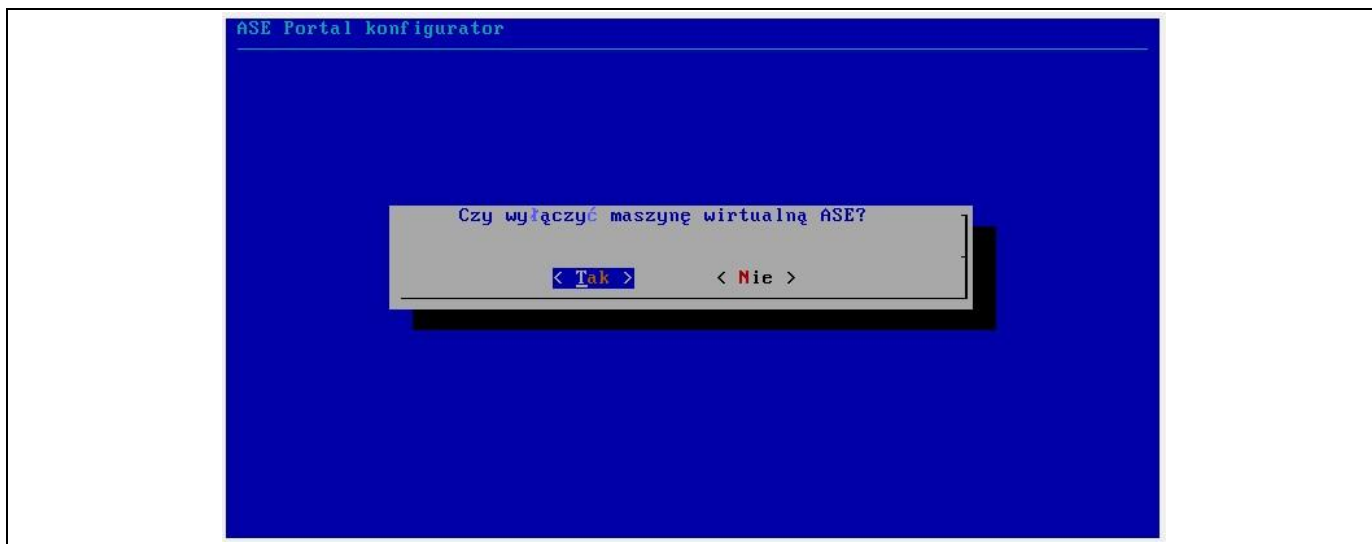 ASE Portal konfigurator
Czy wyłączyć maszynę wirtualną ASE?
< Tak > < Nie >